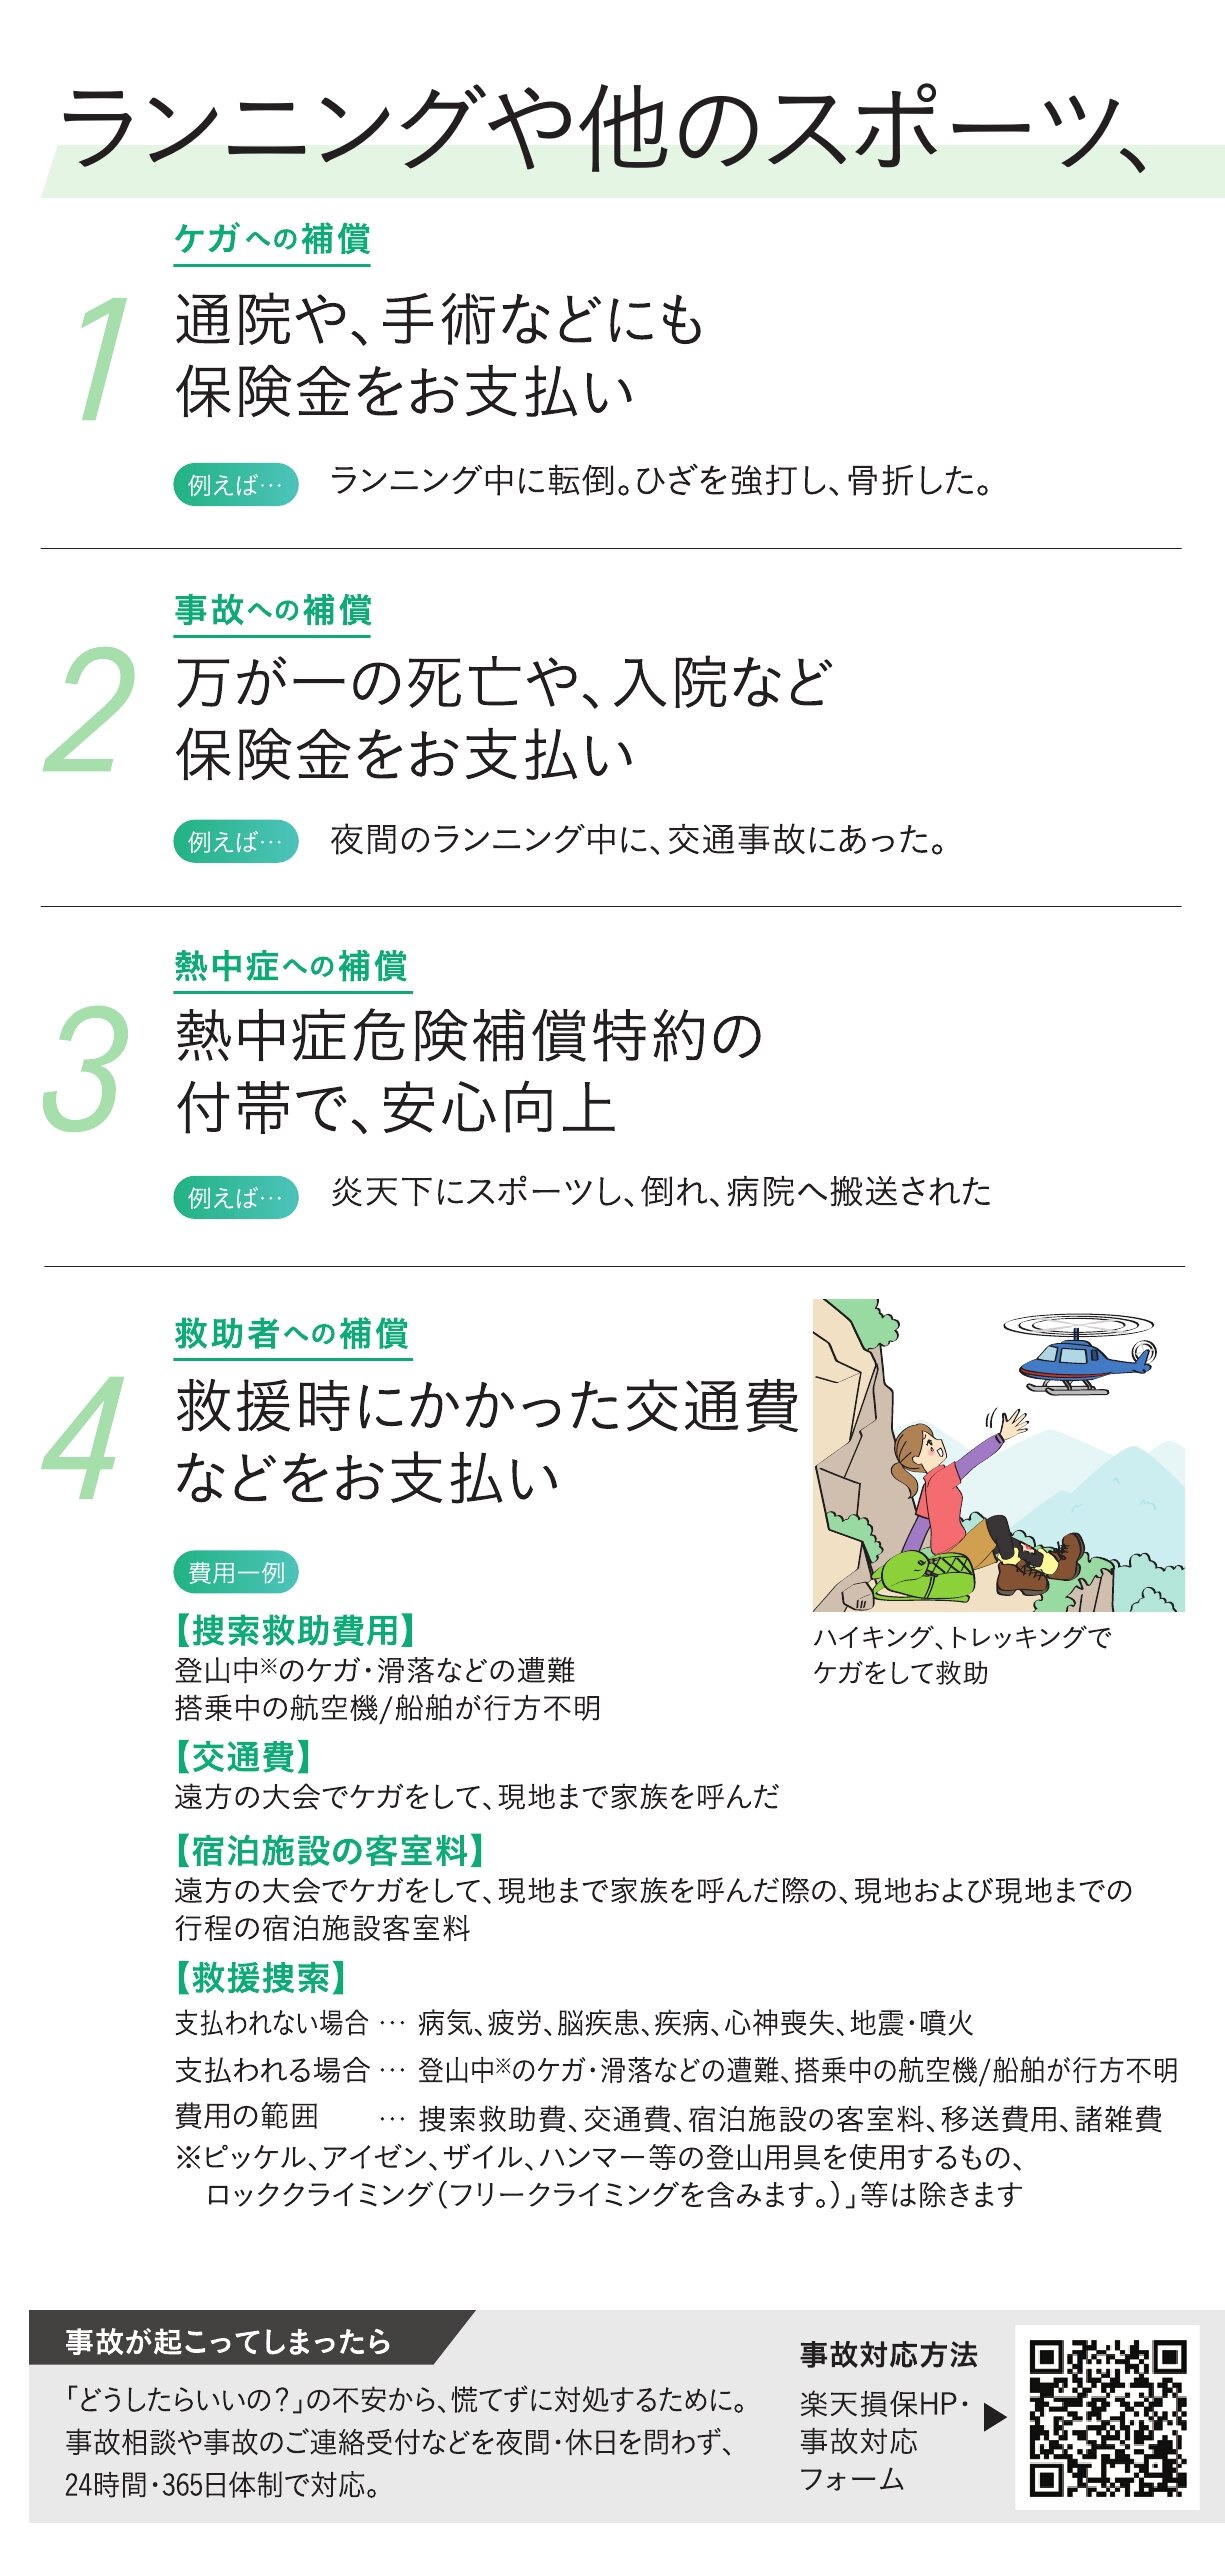 ランニングや他のスポーツ、
ケガへの補償
1
通院や、手術などにも
保険金をお支払い
例えば…
ランニング中に転倒。ひざを強打し、骨折した。
事故への補償
2
万が一の死亡や、入院など
保険金をお支払い
例えば…
夜間のランニング中に、交通事故にあった。
熱中症への補償
3
熱中症危険補償特約の
付帯で、安心向上
例えば…
炎天下にスポーツし、倒れ、病院へ搬送された
救助者への補償
4
救援時にかかった交通費
などをお支払い
ハイキング、トレッキングで
ケガをして救助
費用一例
【捜索救助費用】
登山中※のケガ・滑落などの遭難
搭乗中の航空機/船舶が行方不明
【交通費】
遠方の大会でケガをして、現地まで家族を呼んだ
【宿泊施設の客室料】
遠方の大会でケガをして、現地まで家族を呼んだ際の、現地および現地までの
行程の宿泊施設客室料
【救援捜索】
支払われない場合 … 病気、疲労、脳疾患、疾病、心神喪失、地震・噴火
支払われる場合 … 登山中※のケガ・滑落などの遭難、搭乗中の航空機/船舶が行方不明
費用の範囲 … 捜索救助費、交通費、宿泊施設の客室料、移送費用、諸雑費
※ピッケル、アイゼン、ザイル、ハンマー等の登山用具を使用するもの、
ロッククライミング（フリークライミングを含みます。）」等は除きます
事故が起こってしまったら
「どうしたらいいの？」の不安から、慌てずに対処するために。
事故相談や事故のご連絡受付などを夜間・休日を問わず、
24時間・365日体制で対応。
事故対応方法
楽天損保HP・
事故対応
フォーム